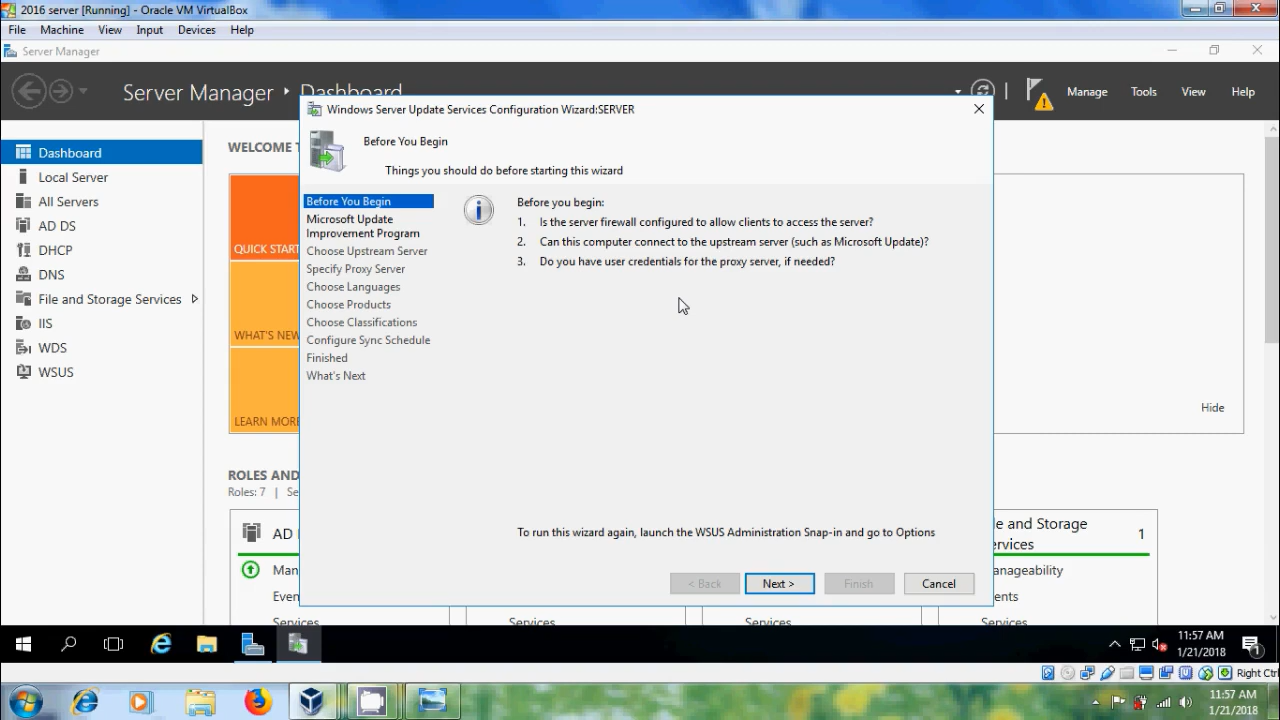 2016 server [Running] - Oracle VM VirtualBox
File Machine View Input Devices Help
Server Manager
Server Manager Dashboard
Manage Tools View Help
Windows Server Update Services Configuration Wizard:SERVER
Before You Begin
Things you should do before starting this wizard
Dashboard
Local Server
All Servers
AD DS
DHCP
DNS
File and Storage Services
IIS
WDS
WSUS
WELCOME
QUICK START
WHAT'S NEW
LEARN MORE
Hide
ROLES AND
Roles: 7 | Se
Before You Begin
Microsoft Update
Improvement Program
Choose Upstream Server
Specify Proxy Server
Choose Languages
Choose Products
Choose Classifications
Configure Sync Schedule
Finished
What's Next
Before you begin:
1. Is the server firewall configured to allow clients to access the server?
2. Can this computer connect to the upstream server (such as Microsoft Update)?
3. Do you have user credentials for the proxy server, if needed?
To run this wizard again, launch the WSUS Administration Snap-in and go to Options
< Back Next > Finish Cancel
AD
Man
Even
Services
Services
Services
le and Storage
ervices
1
anageability
ents
Services
11:57 AM
1/21/2018
1
Right Ctrl
11:57 AM
1/21/2018